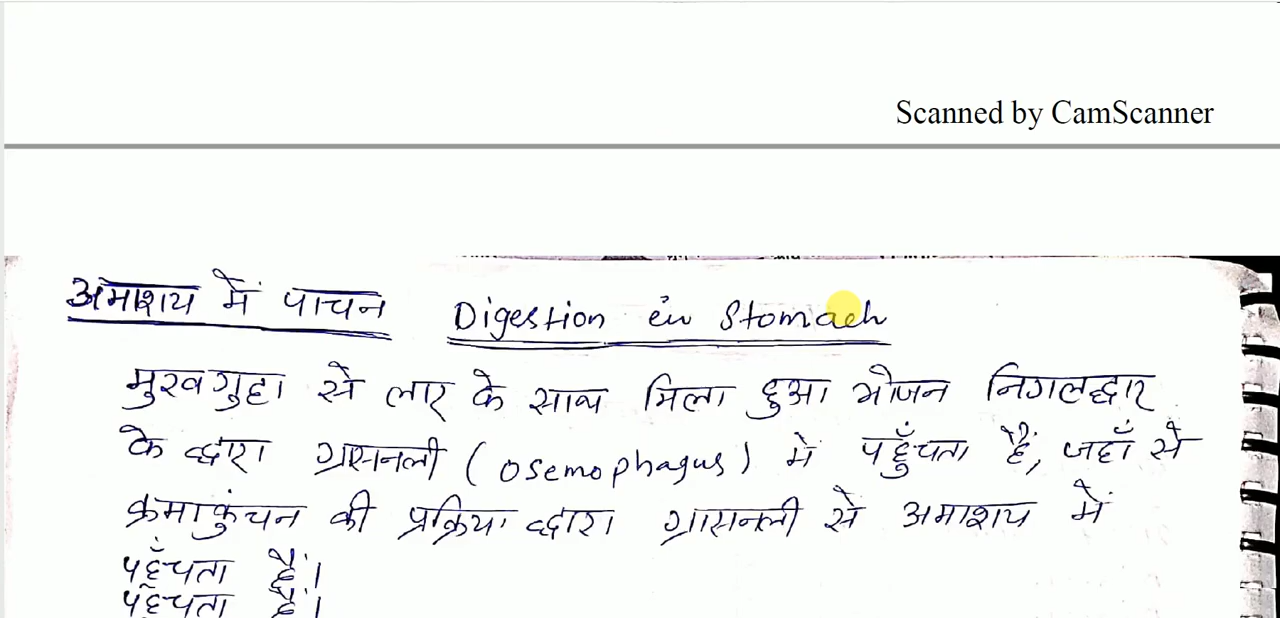 Scanned by CamScanner
अमाशय में पाचन Digestion in Stomach
मुखगुहा से लार के साथ मिला हुआ भोजन निगलद्वार
के द्वारा ग्रासनली (Osemophagus) में पहुँचता है, जहाँ से
क्रमाकुंचन की प्रक्रिया द्वारा ग्रासनली से अमाशय में
पहुँचता है।
पहुँचता है।